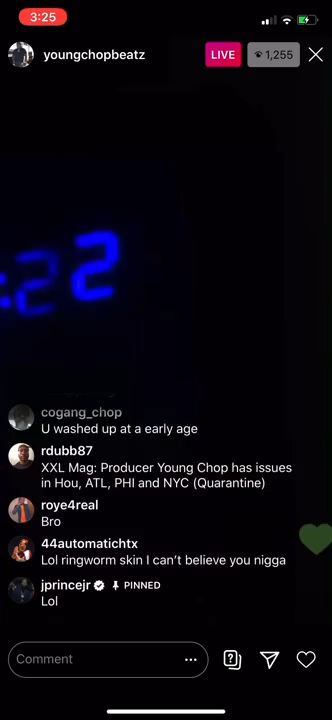 3:25
youngchopbeatz
LIVE
1,255
:22
cogang_chop
U washed up at a early age
rdubb87
XXL Mag: Producer Young Chop has issues
in Hou, ATL, PHI and NYC (Quarantine)
roye4real
Bro
44automatichtx
Lol ringworm skin I can't believe you nigga
jprincejr PINNED
Lol
Comment